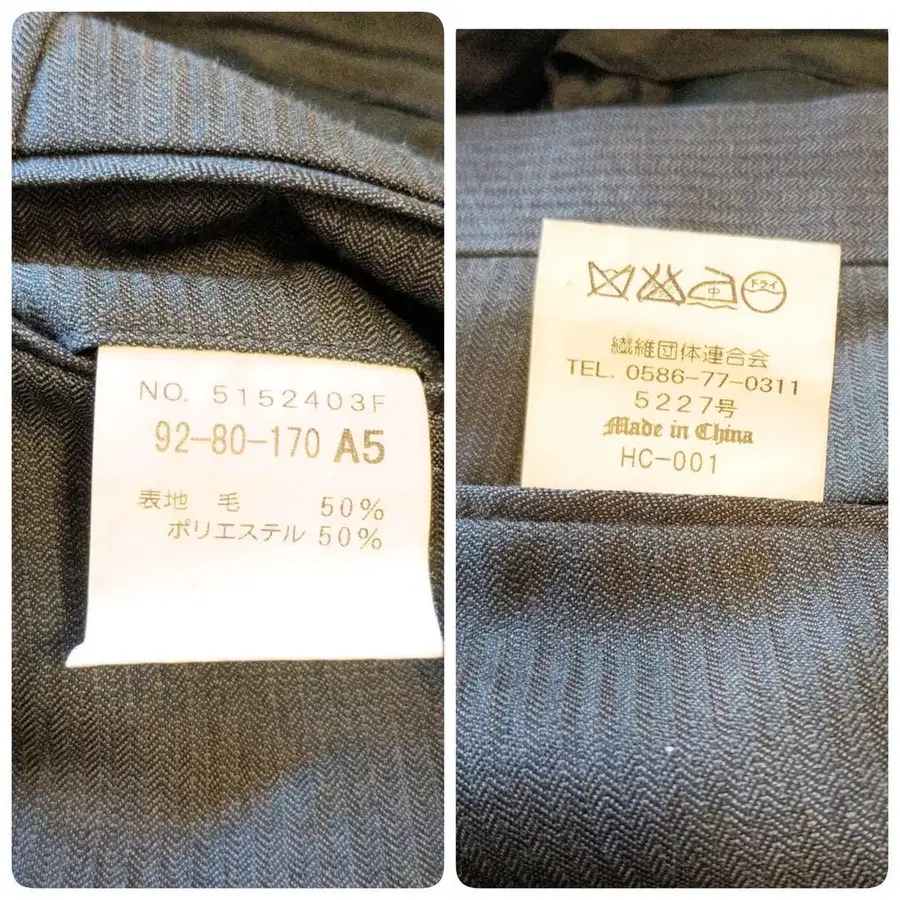 NO. 5152403F
92-80-170 A5
表地 毛 50%
ポリエステル 50%
中 ドライ
繊維団体連合会
TEL. 0586-77-0311
5227号
Made in China
HC-001